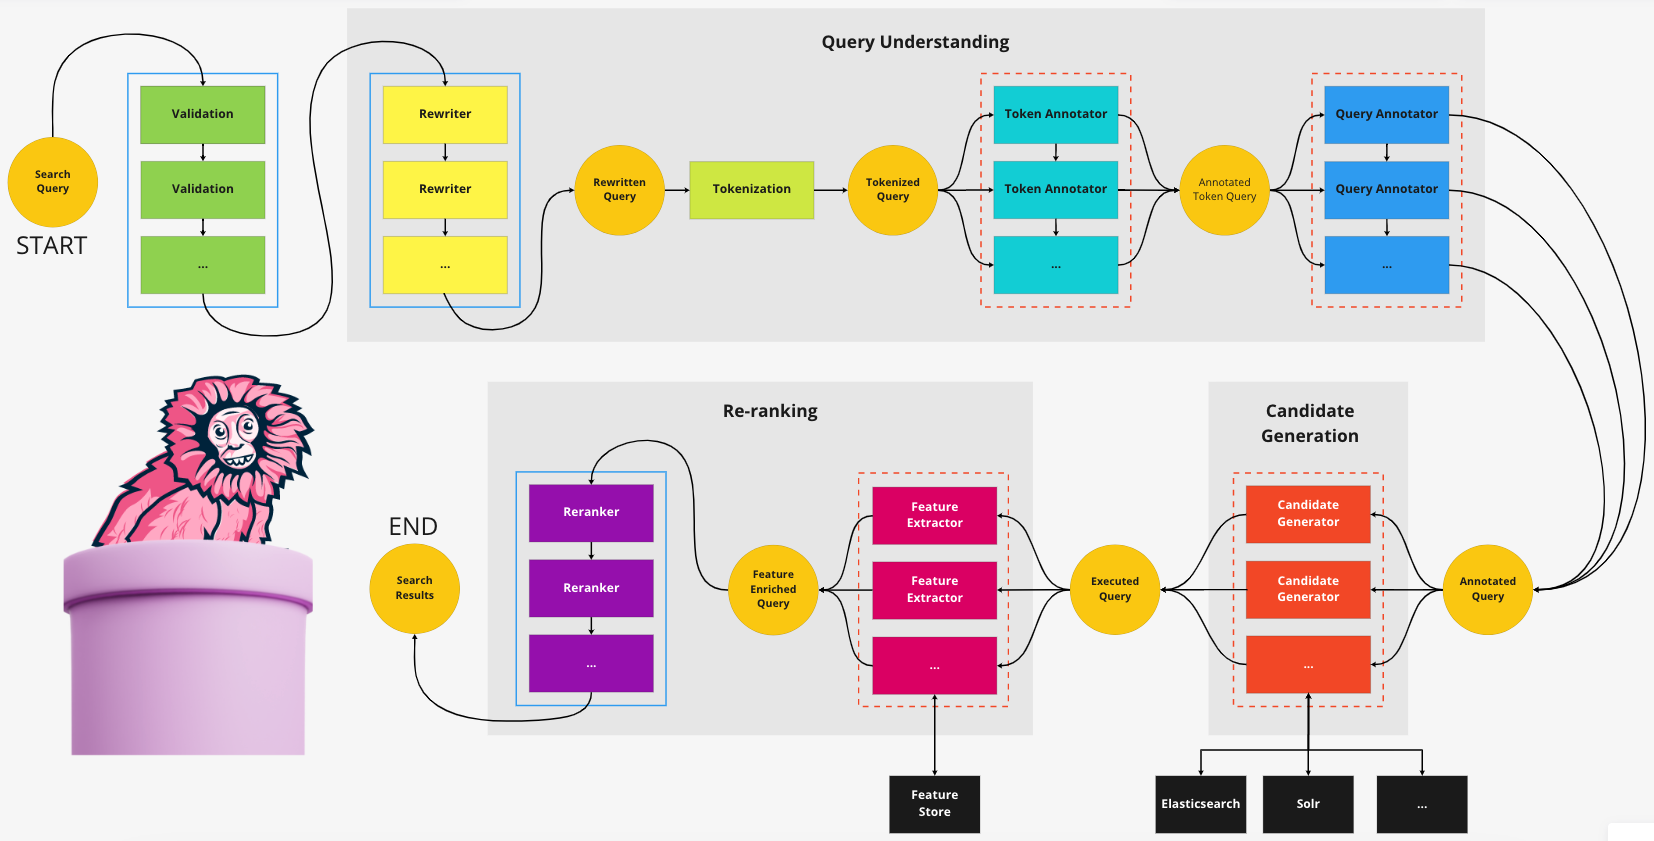 Query Understanding
Search
Query
START
Validation
Validation
...
Rewriter
Rewriter
...
Rewritten
Query
Tokenization
Tokenized
Query
Token Annotator
Token Annotator
...
Annotated
Token Query
Query Annotator
Query Annotator
...
Candidate
Generation
Annotated
Query
Candidate
Generator
Candidate
Generator
...
Elasticsearch
Solr
...
Executed
Query
Re-ranking
Feature
Extractor
Feature
Extractor
...
Feature
Store
Feature
Enriched
Query
Reranker
Reranker
...
END
Search
Results